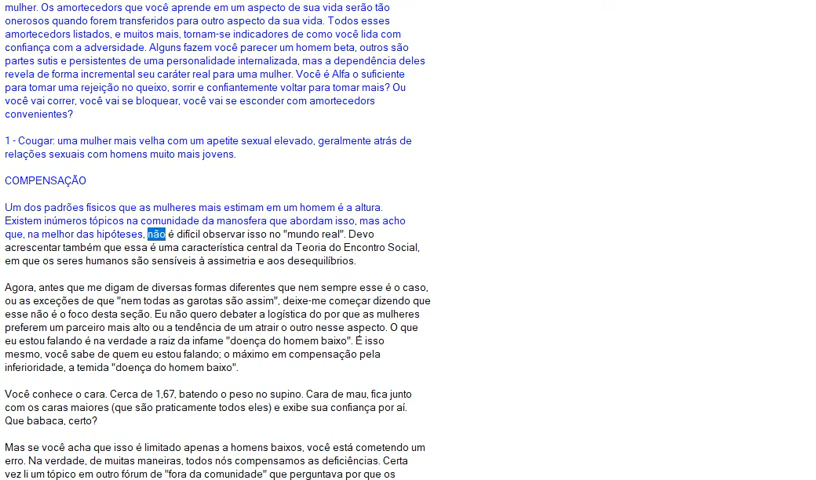 mulher. Os amortecedors que você aprende em um aspecto de sua vida serão tão
onerosos quando forem transferidos para outro aspecto da sua vida. Todos esses
amortecedors listados, e muitos mais, tornam-se indicadores de como você lida com
confiança com a adversidade. Alguns fazem você parecer um homem beta, outros são
partes sutis e persistentes de uma personalidade internalizada, mas a dependência deles
revela de forma incremental seu caráter real para uma mulher. Você é Alfa o suficiente
para tomar uma rejeição no queixo, sorrir e confiantemente voltar para tomar mais? Ou
você vai correr, você vai se bloquear, você vai se esconder com amortecedors
convenientes?
1 - Cougar: uma mulher mais velha com um apetite sexual elevado, geralmente atrás de
relações sexuais com homens muito mais jovens.
COMPENSAÇÃO
Um dos padrões físicos que as mulheres mais estimam em um homem é a altura.
Existem inúmeros tópicos na comunidade da manosfera que abordam isso, mas acho
que, na melhor das hipóteses, não é difícil observar isso no "mundo real". Devo
acrescentar também que essa é uma característica central da Teoria do Encontro Social,
em que os seres humanos são sensíveis à assimetria e aos desequilíbrios.
Agora, antes que me digam de diversas formas diferentes que nem sempre esse é o caso,
ou as exceções de que "nem todas as garotas são assim", deixe-me começar dizendo que
esse não é o foco desta seção. Eu não quero debater a logística do por que as mulheres
preferem um parceiro mais alto ou a tendência de um atrair o outro nesse aspecto. O que
eu estou falando é na verdade a raiz da infame "doença do homem baixo". É isso
mesmo, você sabe de quem eu estou falando; o máximo em compensação pela
inferioridade, a temida "doença do homem baixo".
Você conhece o cara. Cerca de 1,67, batendo o peso no supino. Cara de mau, fica junto
com os caras maiores (que são praticamente todos eles) e exibe sua confiança por aí.
Que babaca, certo?
Mas se você acha que isso é limitado apenas a homens baixos, você está cometendo um
erro. Na verdade, de muitas maneiras, todos nós compensamos as deficiências. Certa
vez li um tópico em outro fórum de "fora da comunidade" que perguntava por que os